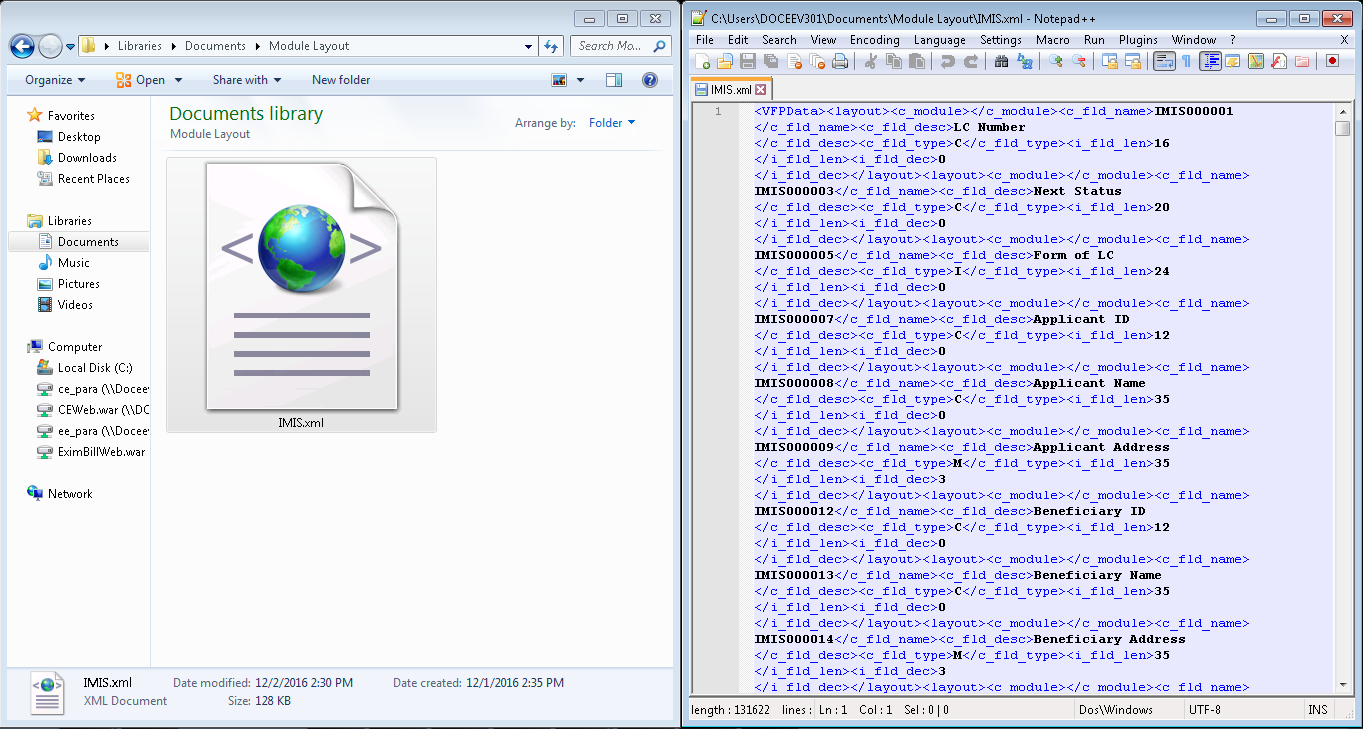 Libraries Documents Module Layout
Search Mo...
Organize Open Share with New folder
Favorites
Desktop
Downloads
Recent Places
Libraries
Documents
Music
Pictures
Videos
Computer
Local Disk (C:)
ce_para (\\Docee
CEWeb.war (\\DC
ee_para (\\Docee
EximBillWeb.war
Network
Documents library
Module Layout
Arrange by: Folder
IMIS.xml
IMIS.xml
XML Document
Date modified: 12/2/2016 2:30 PM
Size: 128 KB
Date created: 12/1/2016 2:35 PM
C:\Users\DOCEEV301\Documents\Module Layout\IMIS.xml - Notepad++
File Edit Search View Encoding Language Settings Macro Run Plugins Window ? X
IMIS.xml
1
<VFPData><layout><c_module></c_module><c_fld_name>IMIS000001
</c_fld_name><c_fld_desc>LC Number
</c_fld_desc><c_fld_type>C</c_fld_type><i_fld_len>16
</i_fld_len><i_fld_dec>0
</i_fld_dec></layout><layout><c_module></c_module><c_fld_name>
IMIS000003</c_fld_name><c_fld_desc>Next Status
</c_fld_desc><c_fld_type>C</c_fld_type><i_fld_len>20
</i_fld_len><i_fld_dec>0
</i_fld_dec></layout><layout><c_module></c_module><c_fld_name>
IMIS000005</c_fld_name><c_fld_desc>Form of LC
</c_fld_desc><c_fld_type>I</c_fld_type><i_fld_len>24
</i_fld_len><i_fld_dec>0
</i_fld_dec></layout><layout><c_module></c_module><c_fld_name>
IMIS000007</c_fld_name><c_fld_desc>Applicant ID
</c_fld_desc><c_fld_type>C</c_fld_type><i_fld_len>12
</i_fld_len><i_fld_dec>0
</i_fld_dec></layout><layout><c_module></c_module><c_fld_name>
IMIS000008</c_fld_name><c_fld_desc>Applicant Name
</c_fld_desc><c_fld_type>C</c_fld_type><i_fld_len>35
</i_fld_len><i_fld_dec>0
</i_fld_dec></layout><layout><c_module></c_module><c_fld_name>
IMIS000009</c_fld_name><c_fld_desc>Applicant Address
</c_fld_desc><c_fld_type>M</c_fld_type><i_fld_len>35
</i_fld_len><i_fld_dec>3
</i_fld_dec></layout><layout><c_module></c_module><c_fld_name>
IMIS000012</c_fld_name><c_fld_desc>Beneficiary ID
</c_fld_desc><c_fld_type>C</c_fld_type><i_fld_len>12
</i_fld_len><i_fld_dec>0
</i_fld_dec></layout><layout><c_module></c_module><c_fld_name>
IMIS000013</c_fld_name><c_fld_desc>Beneficiary Name
</c_fld_desc><c_fld_type>C</c_fld_type><i_fld_len>35
</i_fld_len><i_fld_dec>0
</i_fld_dec></layout><layout><c_module></c_module><c_fld_name>
IMIS000014</c_fld_name><c_fld_desc>Beneficiary Address
</c_fld_desc><c_fld_type>M</c_fld_type><i_fld_len>35
</i_fld_len><i_fld_dec>3
</i_fld_dec></layout><layout><c_module></c_module><c_fld_name>
length : 131622 lines : Ln : 1 Col : 1 Sel : 0 | 0 Dos\Windows UTF-8 INS